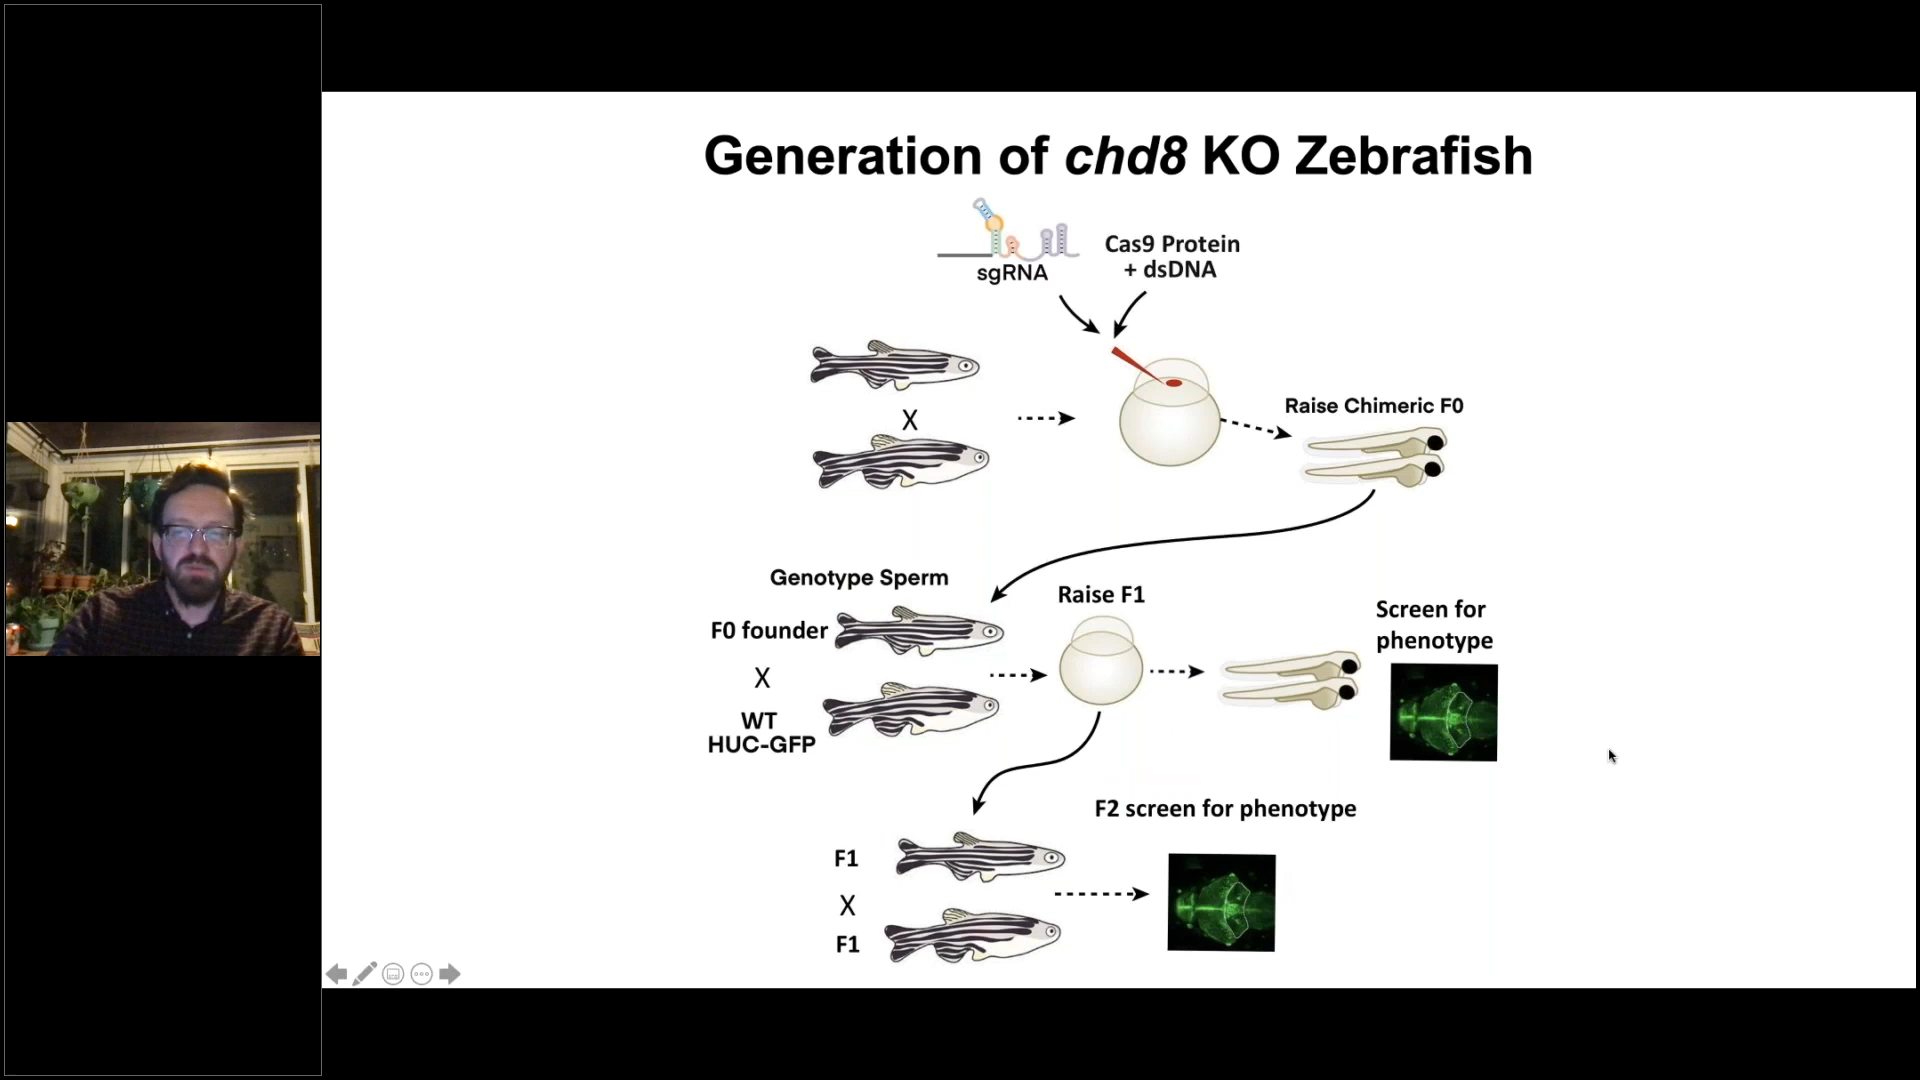 Generation of chd8 KO Zebrafish
sgRNA
Cas9 Protein
+ dsDNA
X
Raise Chimeric F0
Genotype Sperm
F0 founder
X
WT
HUC-GFP
Raise F1
Screen for
phenotype
F1
X
F1
F2 screen for phenotype